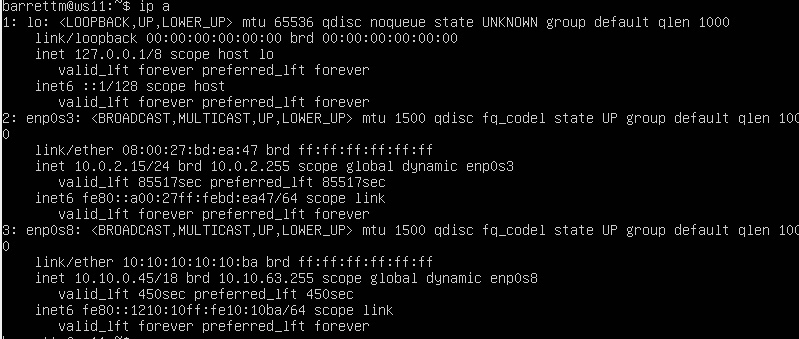 barrettm@ws11:~$ ip a
1: lo: <LOOPBACK,UP,LOWER_UP> mtu 65536 qdisc noqueue state UNKNOWN group default qlen 1000
    link/loopback 00:00:00:00:00:00 brd 00:00:00:00:00:00
    inet 127.0.0.1/8 scope host lo
       valid_lft forever preferred_lft forever
    inet6 ::1/128 scope host
       valid_lft forever preferred_lft forever
2: enp0s3: <BROADCAST,MULTICAST,UP,LOWER_UP> mtu 1500 qdisc fq_codel state UP group default qlen 100
0
    link/ether 08:00:27:bd:ea:47 brd ff:ff:ff:ff:ff:ff
    inet 10.0.2.15/24 brd 10.0.2.255 scope global dynamic enp0s3
       valid_lft 85517sec preferred_lft 85517sec
    inet6 fe80::a00:27ff:febd:ea47/64 scope link
       valid_lft forever preferred_lft forever
3: enp0s8: <BROADCAST,MULTICAST,UP,LOWER_UP> mtu 1500 qdisc fq_codel state UP group default qlen 100
0
    link/ether 10:10:10:10:10:ba brd ff:ff:ff:ff:ff:ff
    inet 10.10.0.45/18 brd 10.10.63.255 scope global dynamic enp0s8
       valid_lft 450sec preferred_lft 450sec
    inet6 fe80::1210:10ff:fe10:10ba/64 scope link
       valid_lft forever preferred_lft forever
barrettm@ws11:~$